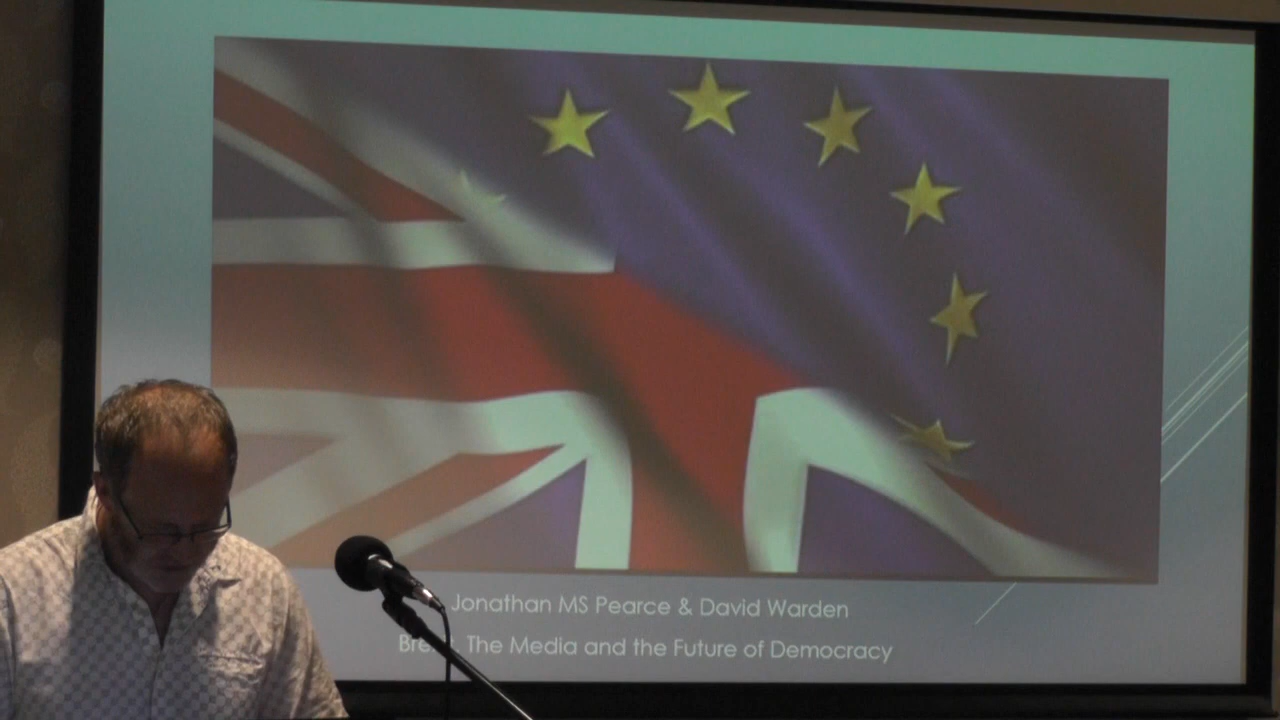 Jonathan MS Pearce & David Warden
The Media and the Future of Democracy